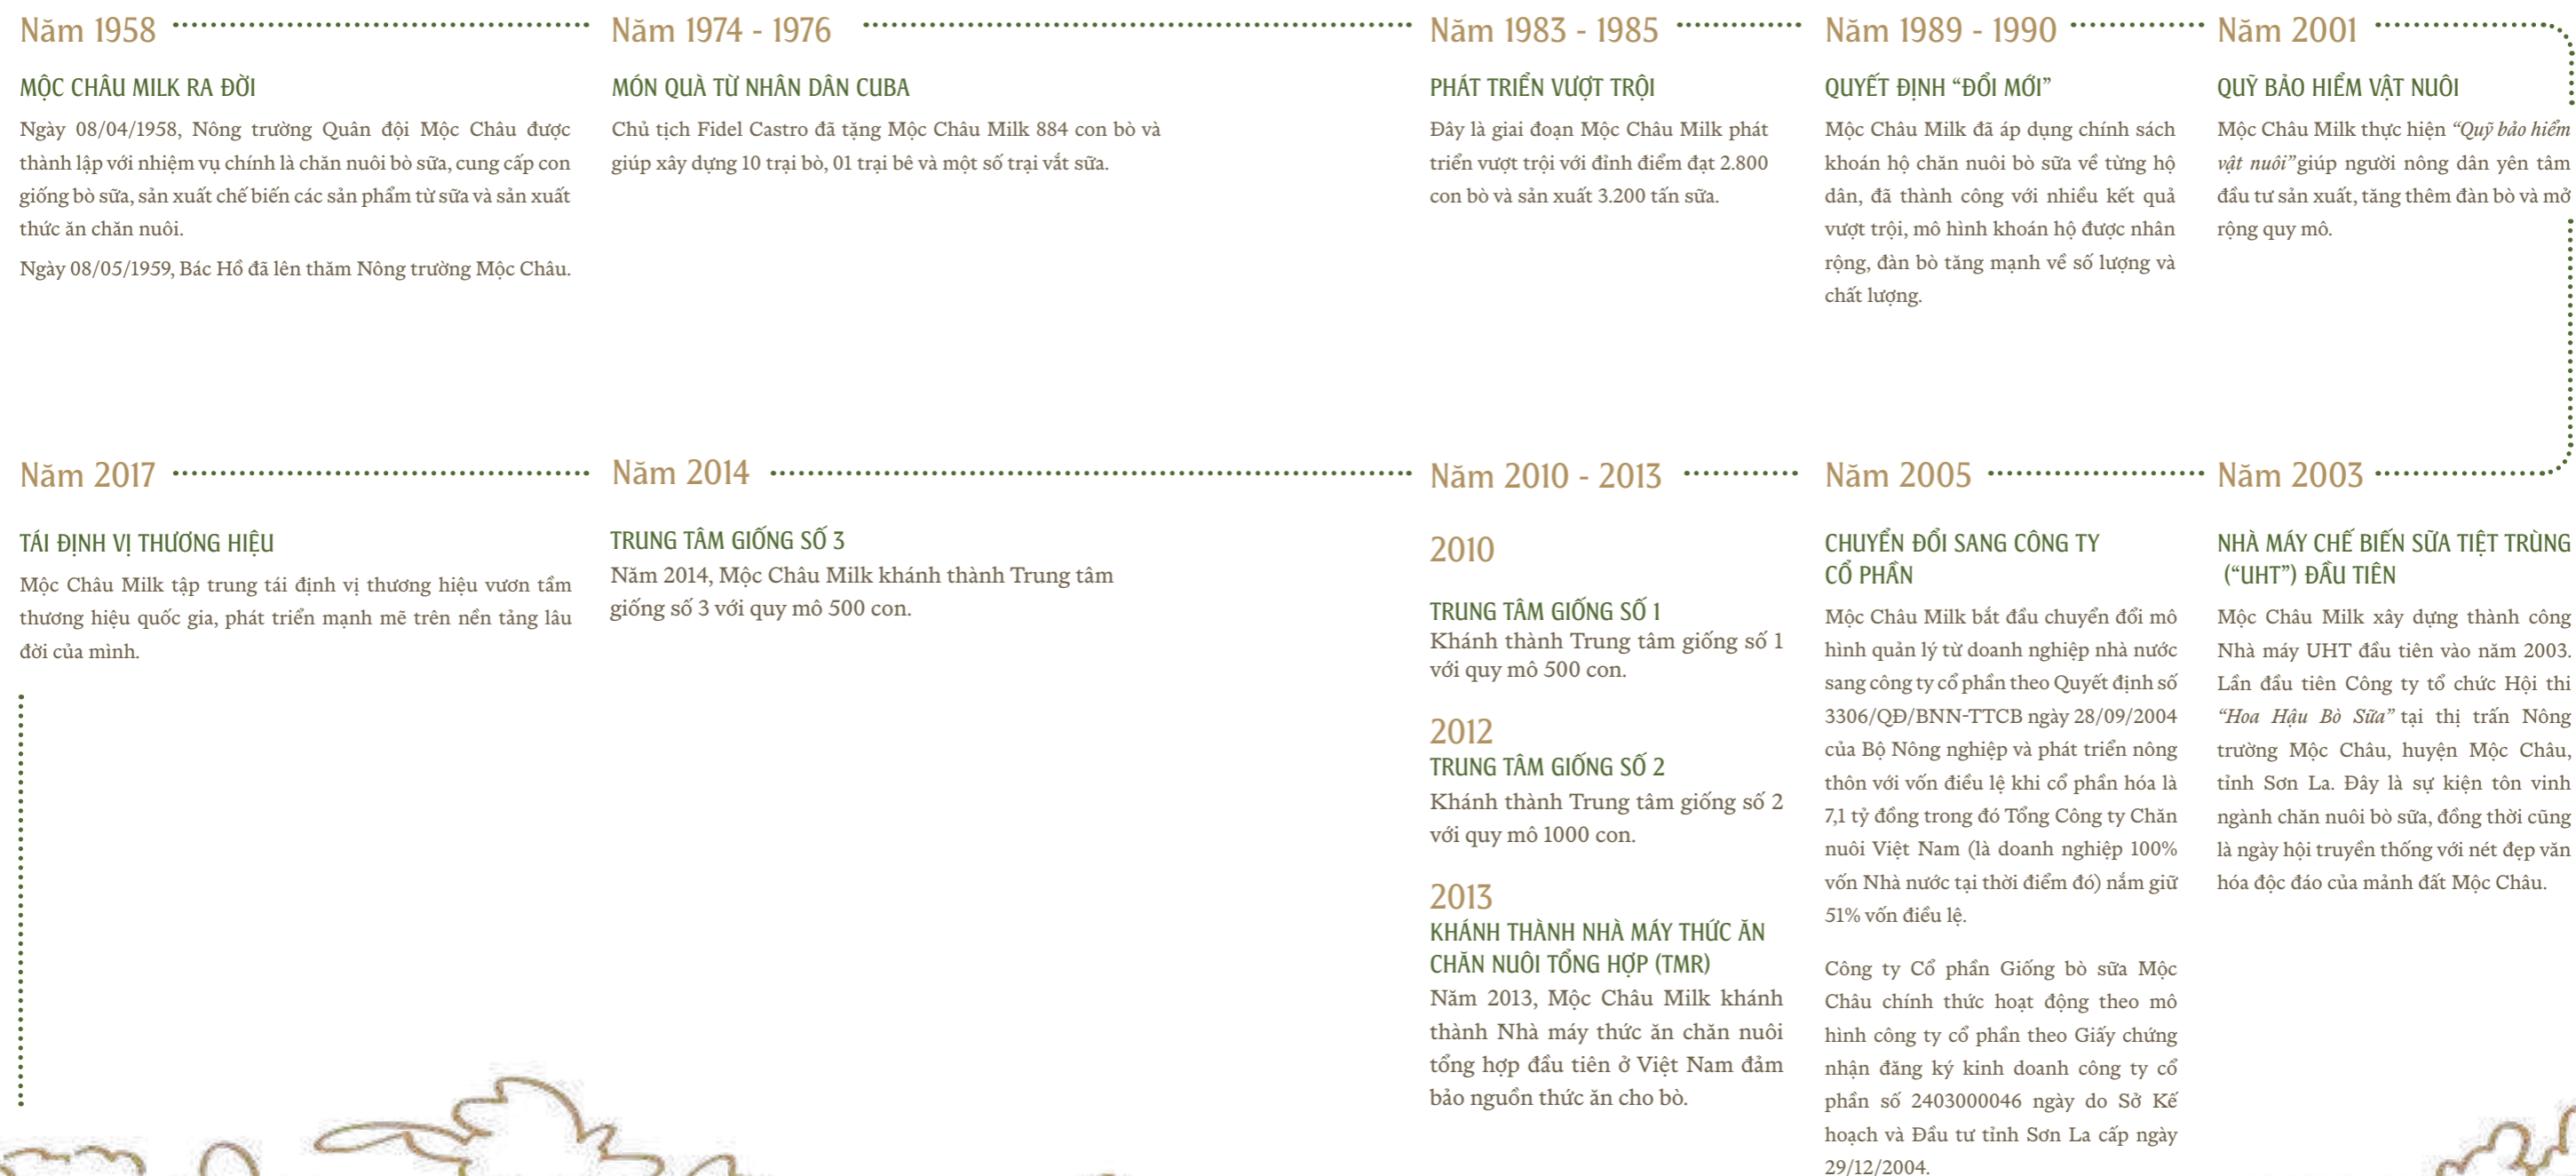 Năm 1958
MỘC CHÂU MILK RA ĐỜI
Ngày 08/04/1958, Nông trường Quân đội Mộc Châu được
thành lập với nhiệm vụ chính là chăn nuôi bò sữa, cung cấp con
giống bò sữa, sản xuất chế biến các sản phẩm từ sữa và sản xuất
thức ăn chăn nuôi.
Ngày 08/05/1959, Bác Hồ đã lên thăm Nông trường Mộc Châu.
Năm 1974 - 1976
MÓN QUÀ TỪ NHÂN DÂN CUBA
Chủ tịch Fidel Castro đã tặng Mộc Châu Milk 884 con bò và
giúp xây dựng 10 trại bò, 01 trại bê và một số trại vắt sữa.
Năm 1983 - 1985
PHÁT TRIỂN VƯỢT TRỘI
Đây là giai đoạn Mộc Châu Milk phát
triển vượt trội với đỉnh điểm đạt 2.800
con bò và sản xuất 3.200 tấn sữa.
Năm 1989 - 1990
QUYẾT ĐỊNH “ĐỔI MỚI”
Mộc Châu Milk đã áp dụng chính sách
khoán hộ chăn nuôi bò sữa về từng hộ
dân, đã thành công với nhiều kết quả
vượt trội, mô hình khoán hộ được nhân
rộng, đàn bò tăng mạnh về số lượng và
chất lượng.
Năm 2001
QUỸ BẢO HIỂM VẬT NUÔI
Mộc Châu Milk thực hiện “Quỹ bảo hiểm
vật nuôi” giúp người nông dân yên tâm
đầu tư sản xuất, tăng thêm đàn bò và mở
rộng quy mô.
Năm 2003
NHÀ MÁY CHẾ BIẾN SỮA TIỆT TRÙNG
(“UHT”) ĐẦU TIÊN
Mộc Châu Milk xây dựng thành công
Nhà máy UHT đầu tiên vào năm 2003.
Lần đầu tiên Công ty tổ chức Hội thi
“Hoa Hậu Bò Sữa” tại thị trấn Nông
trường Mộc Châu, huyện Mộc Châu,
tỉnh Sơn La. Đây là sự kiện tôn vinh
ngành chăn nuôi bò sữa, đồng thời cũng
là ngày hội truyền thống với nét đẹp văn
hóa độc đáo của mảnh đất Mộc Châu.
Năm 2005
CHUYỂN ĐỔI SANG CÔNG TY
CỔ PHẦN
Mộc Châu Milk bắt đầu chuyển đổi mô
hình quản lý từ doanh nghiệp nhà nước
sang công ty cổ phần theo Quyết định số
3306/QĐ/BNN-TTCB ngày 28/09/2004
của Bộ Nông nghiệp và phát triển nông
thôn với vốn điều lệ khi cổ phần hóa là
7,1 tỷ đồng trong đó Tổng Công ty Chăn
nuôi Việt Nam (là doanh nghiệp 100%
vốn Nhà nước tại thời điểm đó) nắm giữ
51% vốn điều lệ.
Công ty Cổ phần Giống bò sữa Mộc
Châu chính thức hoạt động theo mô
hình công ty cổ phần theo Giấy chứng
nhận đăng ký kinh doanh công ty cổ
phần số 2403000046 ngày do Sở Kế
hoạch và Đầu tư tỉnh Sơn La cấp ngày
29/12/2004.
Năm 2010 - 2013
2010
TRUNG TÂM GIỐNG SỐ 1
Khánh thành Trung tâm giống số 1
với quy mô 500 con.
2012
TRUNG TÂM GIỐNG SỐ 2
Khánh thành Trung tâm giống số 2
với quy mô 1000 con.
2013
KHÁNH THÀNH NHÀ MÁY THỨC ĂN
CHĂN NUÔI TỔNG HỢP (TMR)
Năm 2013, Mộc Châu Milk khánh
thành Nhà máy thức ăn chăn nuôi
tổng hợp đầu tiên ở Việt Nam đảm
bảo nguồn thức ăn cho bò.
Năm 2014
TRUNG TÂM GIỐNG SỐ 3
Năm 2014, Mộc Châu Milk khánh thành Trung tâm
giống số 3 với quy mô 500 con.
Năm 2017
TÁI ĐỊNH VỊ THƯƠNG HIỆU
Mộc Châu Milk tập trung tái định vị thương hiệu vươn tầm
thương hiệu quốc gia, phát triển mạnh mẽ trên nền tảng lâu
đời của mình.